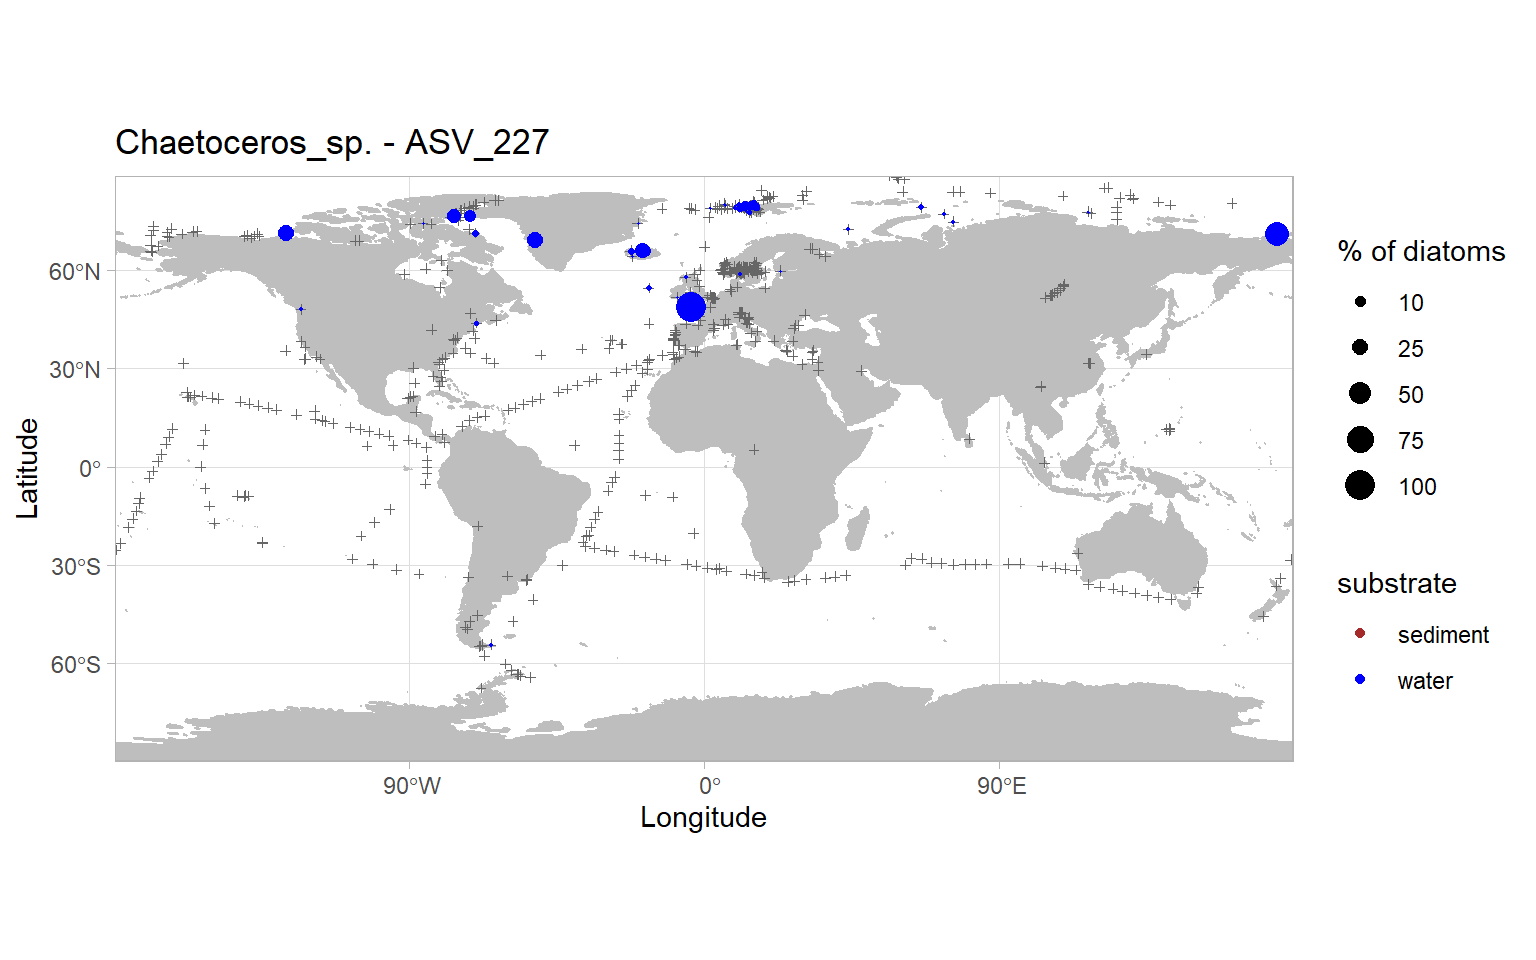 Chaetoceros_sp. - ASV_227
60°N
30°N
0°
30°S
60°S
Latitude
90°W
0°
90°E
Longitude
% of diatoms
10
25
50
75
100
substrate
sediment
water